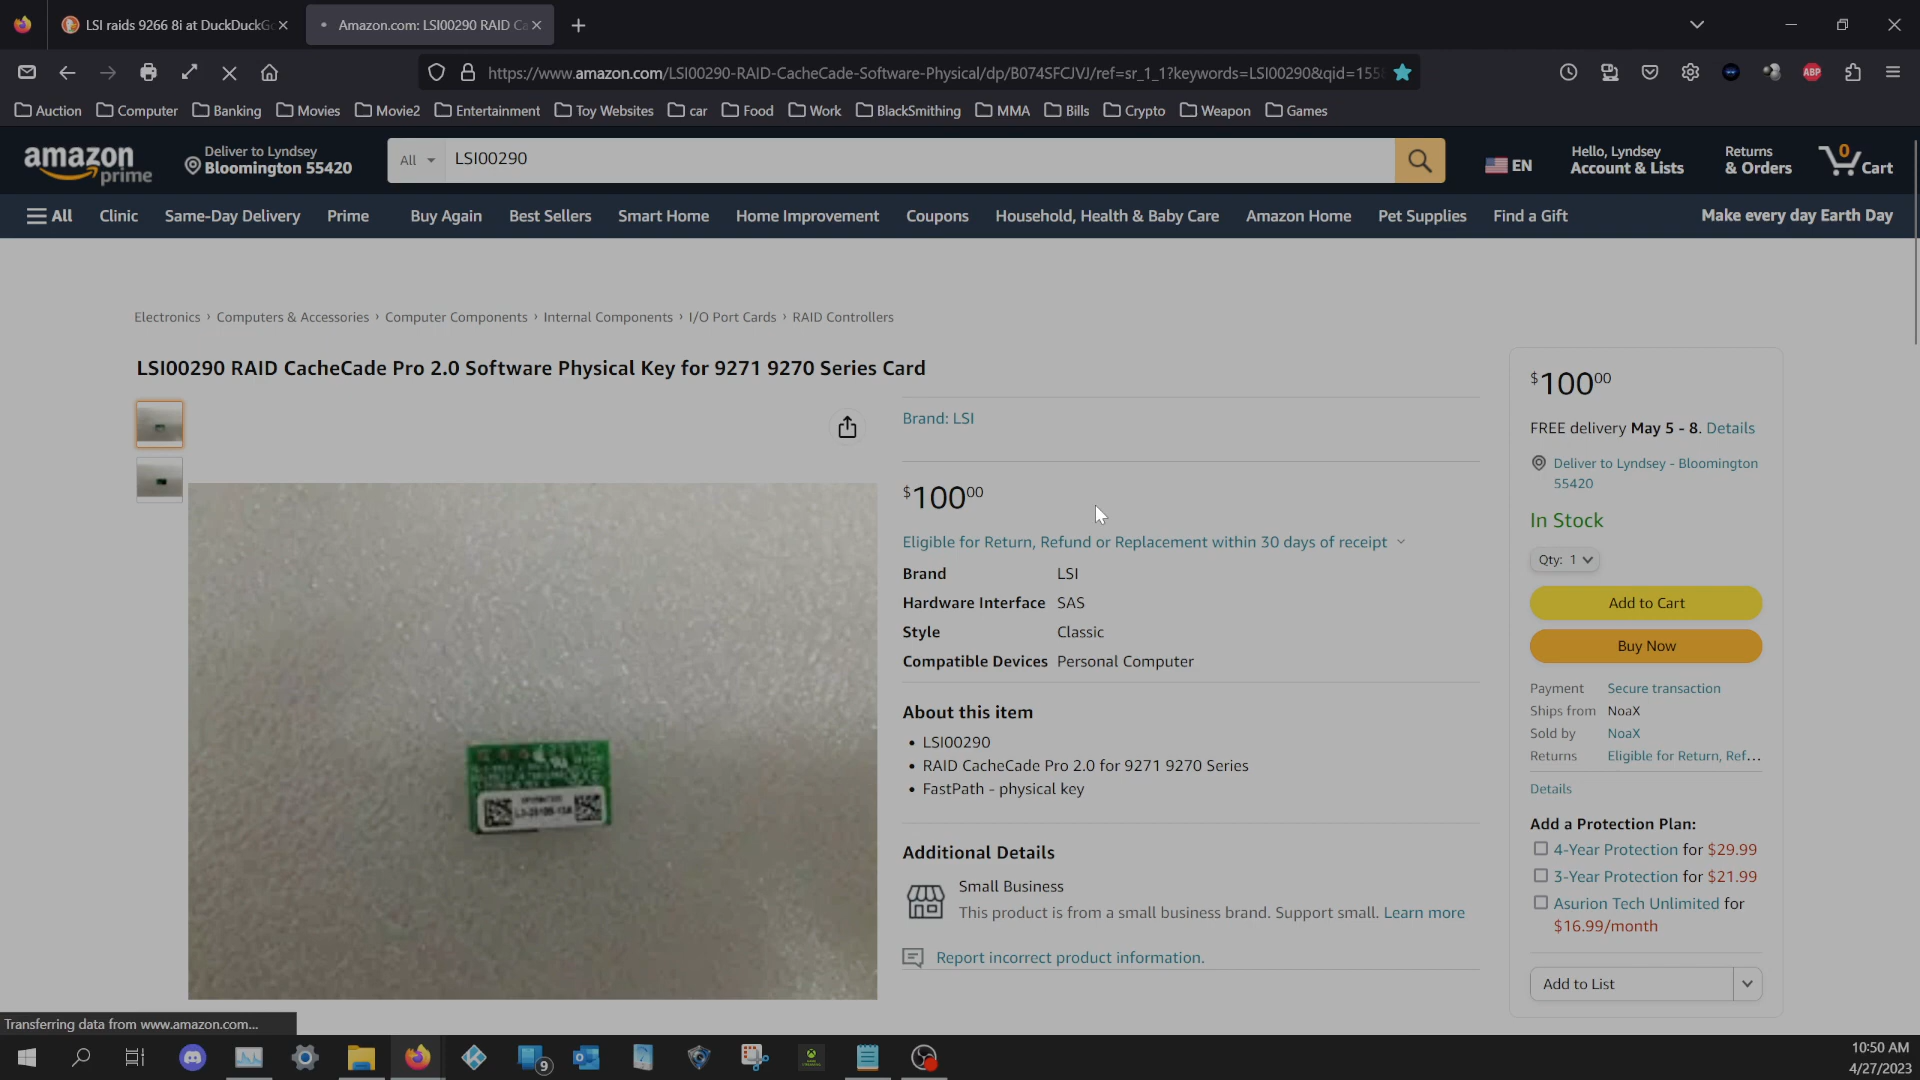 LSI raids 9266 8i at DuckDuckGo
Amazon.com: LSI00290 RAID Ca
https://www.amazon.com/LSI00290-RAID-CacheCade-Software-Physical/dp/B074SFCJVJ/ref=sr_1_1?keywords=LSI00290&qid=155
ABP
Auction Computer Banking Movies Movie2 Entertainment Toy Websites car Food Work BlackSmithing MMA Bills Crypto Weapon Games
amazon prime
Deliver to Lyndsey
Bloomington 55420
All LSI00290
EN
Hello, Lyndsey
Account & Lists
Returns
& Orders
0
Cart
All Clinic Same-Day Delivery Prime Buy Again Best Sellers Smart Home Home Improvement Coupons Household, Health & Baby Care Amazon Home Pet Supplies Find a Gift Make every day Earth Day
Electronics › Computers & Accessories › Computer Components › Internal Components › I/O Port Cards › RAID Controllers
LSI00290 RAID CacheCade Pro 2.0 Software Physical Key for 9271 9270 Series Card
Brand: LSI
$10000
Eligible for Return, Refund or Replacement within 30 days of receipt
Brand LSI
Hardware Interface SAS
Style Classic
Compatible Devices Personal Computer
About this item
• LSI00290
• RAID CacheCade Pro 2.0 for 9271 9270 Series
• FastPath - physical key
Additional Details
Small Business
This product is from a small business brand. Support small. Learn more
Report incorrect product information.
$10000
FREE delivery May 5 - 8. Details
Deliver to Lyndsey - Bloomington
55420
In Stock
Qty: 1
Add to Cart
Buy Now
Payment Secure transaction
Ships from NoaX
Sold by NoaX
Returns Eligible for Return, Ref...
Details
Add a Protection Plan:
4-Year Protection for $29.99
3-Year Protection for $21.99
Asurion Tech Unlimited for
$16.99/month
Add to List
Transferring data from www.amazon.com...
9
10:50 AM
4/27/2023